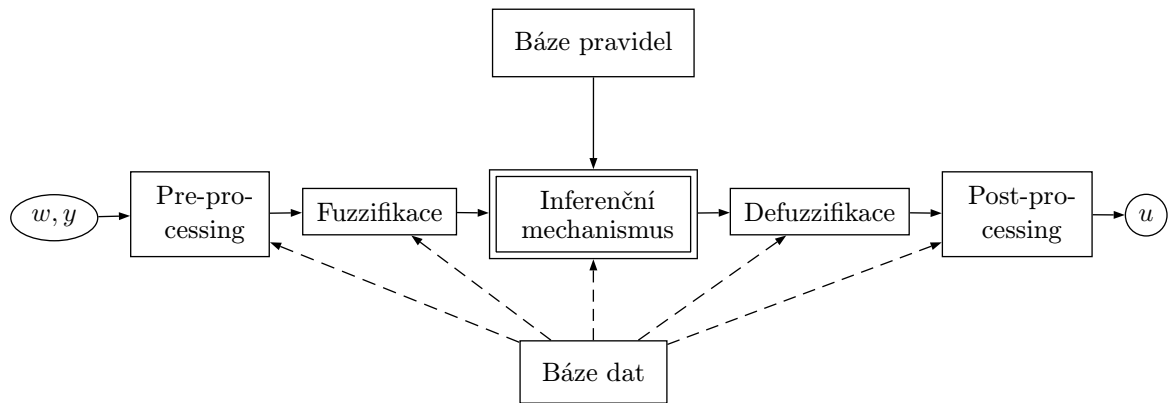 Báze pravidel
w, y
Pre-pro-
cessing
Fuzzifikace
Inferenční
mechanismus
Defuzzifikace
Post-pro-
cessing
u
Báze dat